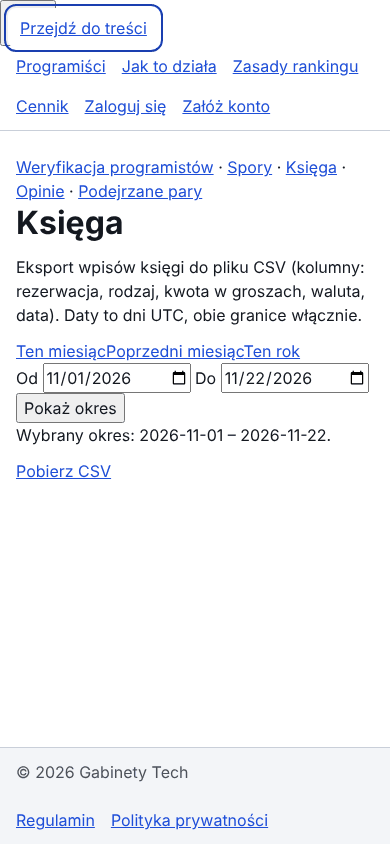 Przejdź do treści
Programiści Jak to działa Zasady rankingu
Cennik Zaloguj się Załóż konto
Weryfikacja programistów · Spory · Księga ·
Opinie · Podejrzane pary
Księga
Eksport wpisów księgi do pliku CSV (kolumny:
rezerwacja, rodzaj, kwota w groszach, waluta,
data). Daty to dni UTC, obie granice włącznie.
Ten miesiącPoprzedni miesiącTen rok
Od 11/01/2026 Do 11/22/2026
Pokaż okres
Wybrany okres: 2026-11-01 – 2026-11-22.
Pobierz CSV
© 2026 Gabinety Tech
Regulamin Polityka prywatności